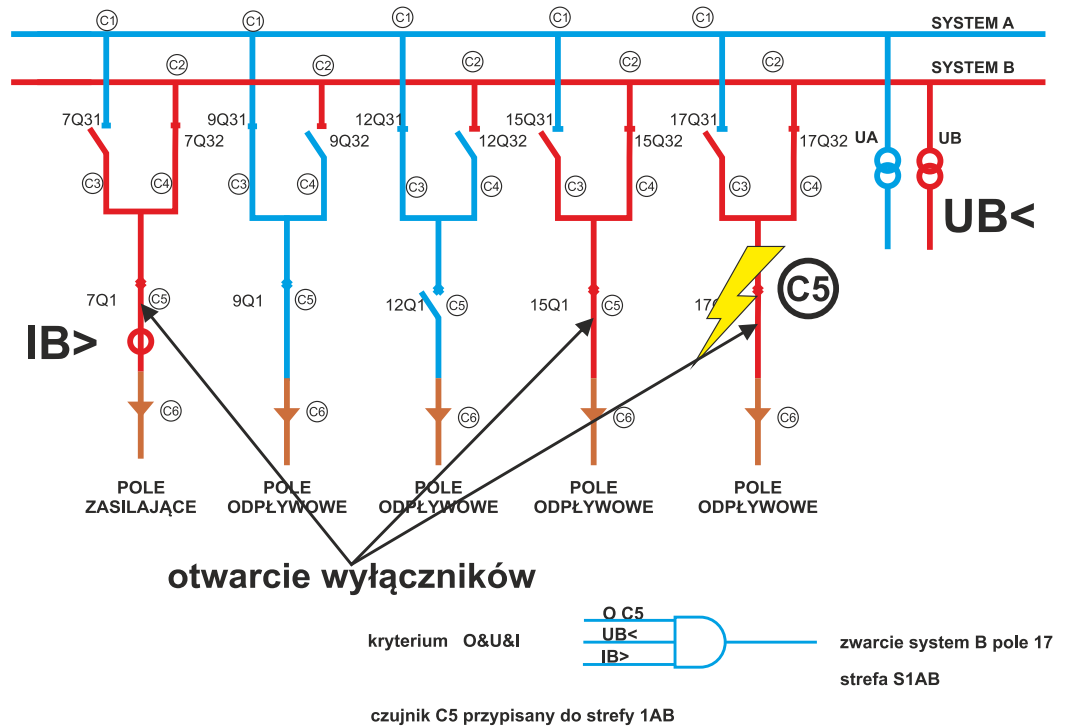 C1 C1 C1 C1 C1 SYSTEM A
C2 C2 C2 C2 C2 SYSTEM B
7Q31 9Q31 12Q31 15Q31 17Q31
7Q32 9Q32 12Q32 15Q32 17Q32 UA UB
C3 C4 C3 C4 C3 C4 C3 C4 C3 C4
UB<
7Q1 C5 9Q1 C5 12Q1 C5 15Q1 C5 C5
IB>
C6 C6 C6 C6 C6
POLE POLE POLE POLE POLE
ZASILAJĄCE ODPŁYWOWE ODPŁYWOWE ODPŁYWOWE ODPŁYWOWE
otwarcie wyłączników
kryterium O&U&I
O C5
UB<
IB>
zwarcie system B pole 17
strefa S1AB
czujnik C5 przypisany do strefy 1AB